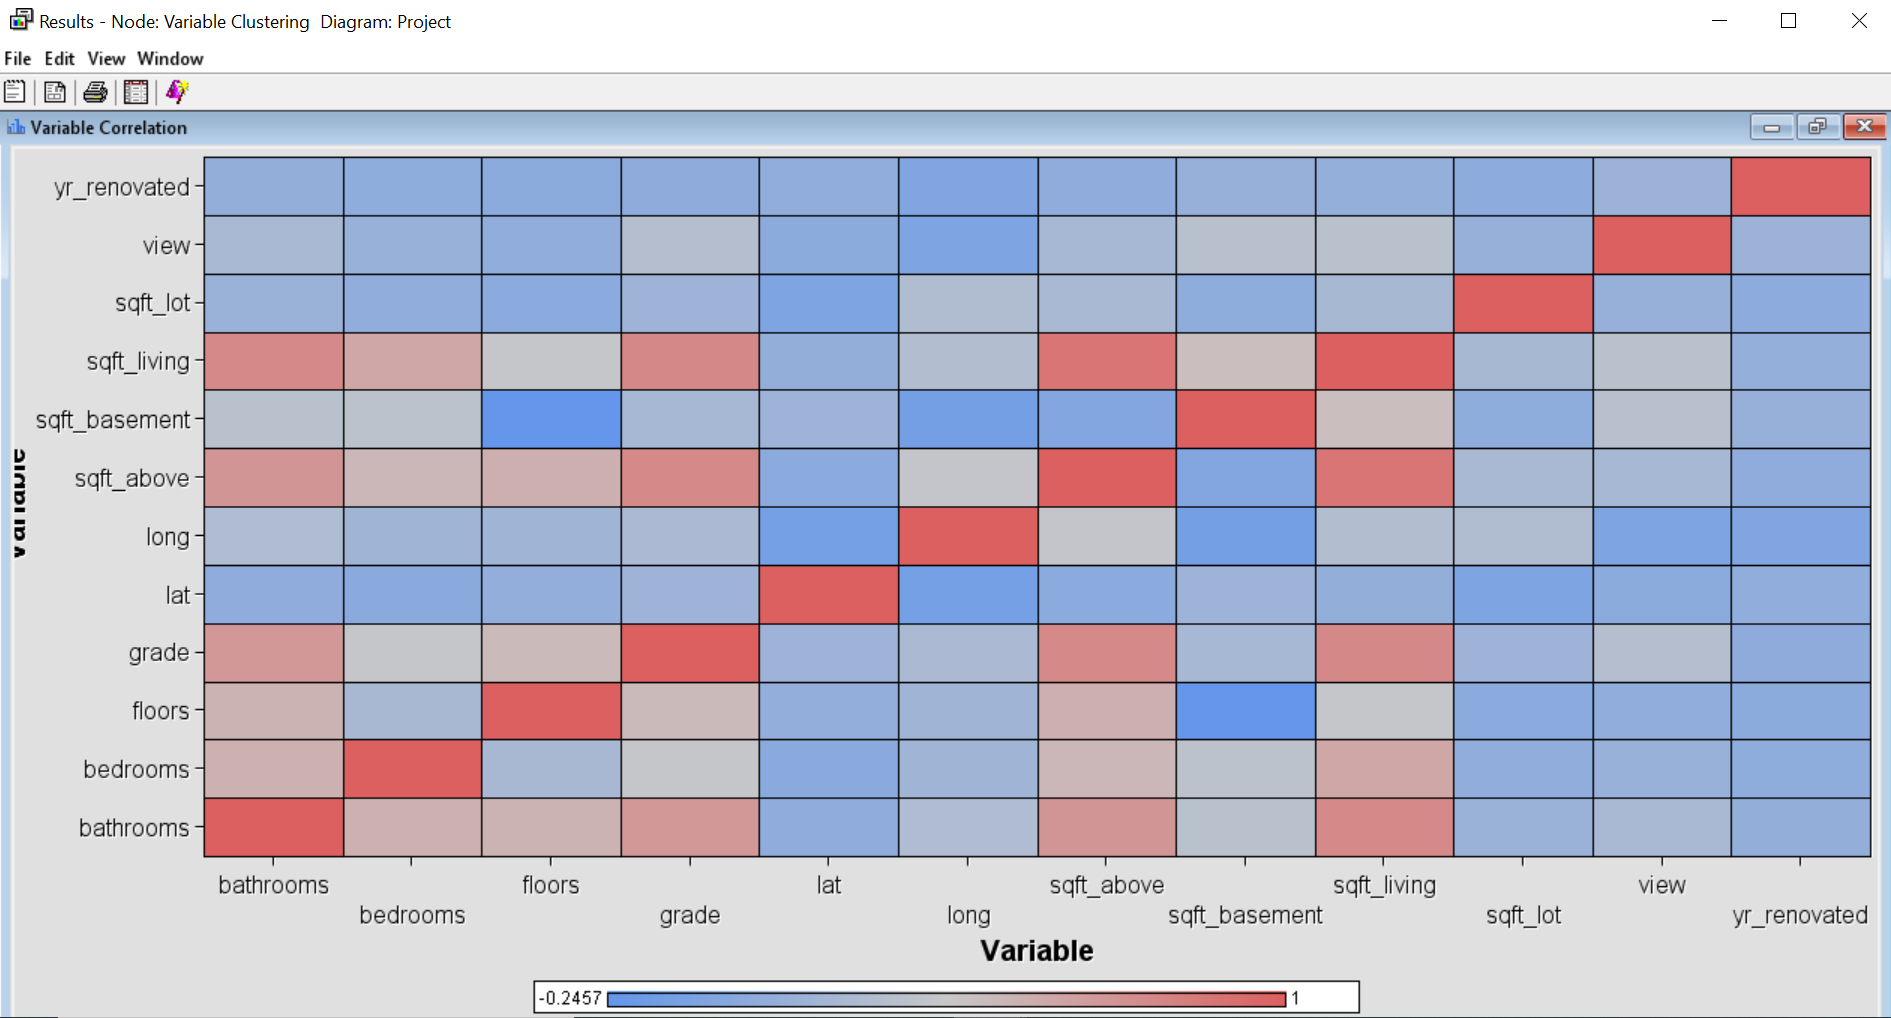 Results - Node: Variable Clustering  Diagram: Project
File Edit View Window
Variable Correlation
yr_renovated
view
sqft_lot
sqft_living
sqft_basement
sqft_above
long
lat
grade
floors
bedrooms
bathrooms
Variable
bathrooms floors lat sqft_above sqft_living view
bedrooms grade long sqft_basement sqft_lot yr_renovated
Variable
-0.2457 1